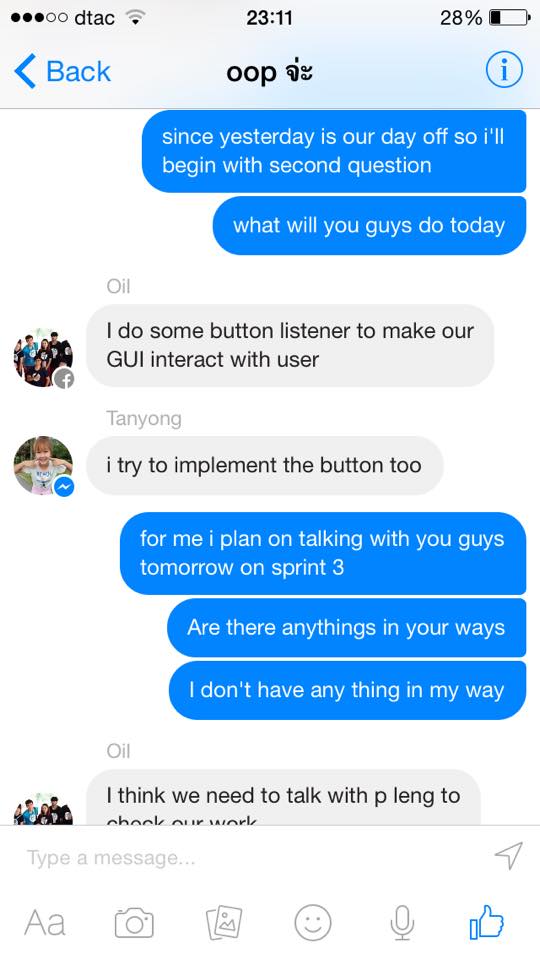 dtac 23:11 28%
Back oop จ่ะ
since yesterday is our day off so i'll
begin with second question
what will you guys do today
Oil
I do some button listener to make our
GUI interact with user
Tanyong
i try to implement the button too
for me i plan on talking with you guys
tomorrow on sprint 3
Are there anythings in your ways
I don't have any thing in my way
Oil
I think we need to talk with p leng to
check our work
Type a message...
Aa